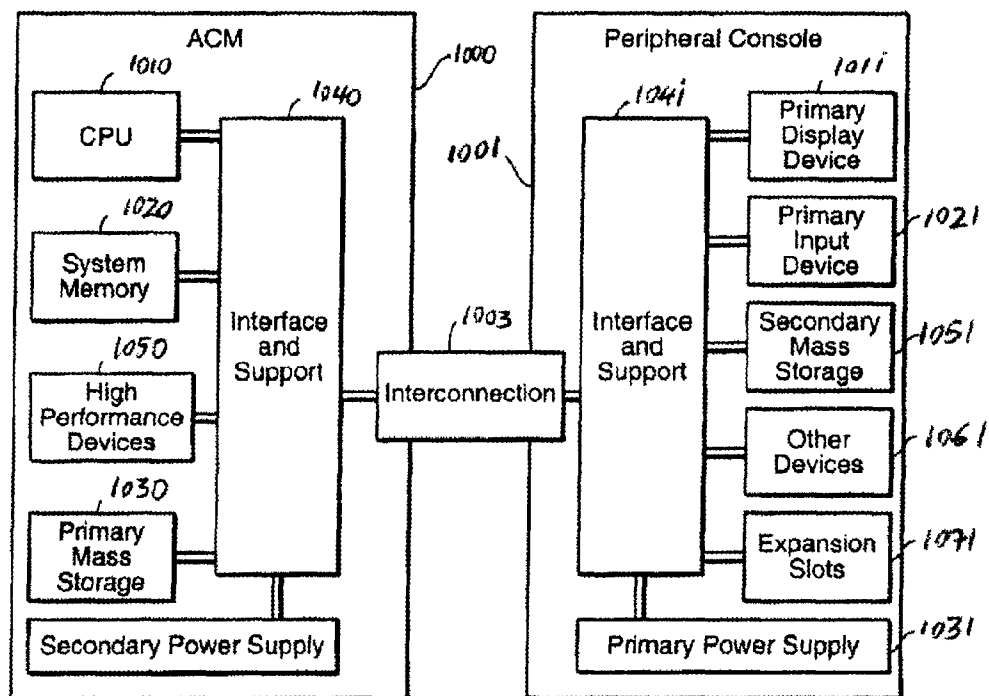 ACM
Peripheral Console
1000
1001
1010
CPU
1020
System
Memory
1050
High
Performance
Devices
1030
Primary
Mass
Storage
Secondary Power Supply
1040
Interface
and
Support
1003
Interconnection
1041
Interface
and
Support
1011
Primary
Display
Device
Primary
Input
Device
1021
Secondary
Mass
Storage
1051
Other
Devices
1061
Expansion
Slots
1071
Primary Power Supply
1031